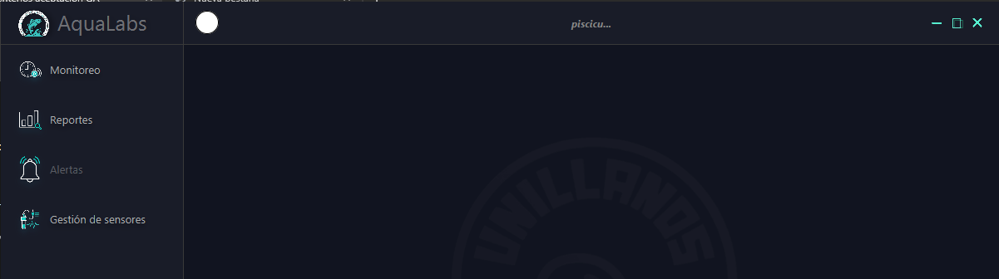 AquaLabs
piscicu...
Monitoreo
Reportes
Alertas
Gestión de sensores
UNILLANOS